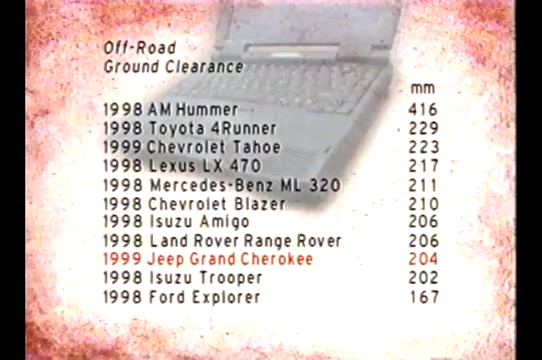 Off-Road
Ground Clearance
mm
1998 AM Hummer 416
1998 Toyota 4Runner 229
1999 Chevrolet Tahoe 223
1998 Lexus LX 470 217
1998 Mercedes-Benz ML 320 211
1998 Chevrolet Blazer 210
1998 Isuzu Amigo 206
1998 Land Rover Range Rover 206
1999 Jeep Grand Cherokee 204
1998 Isuzu Trooper 202
1998 Ford Explorer 167